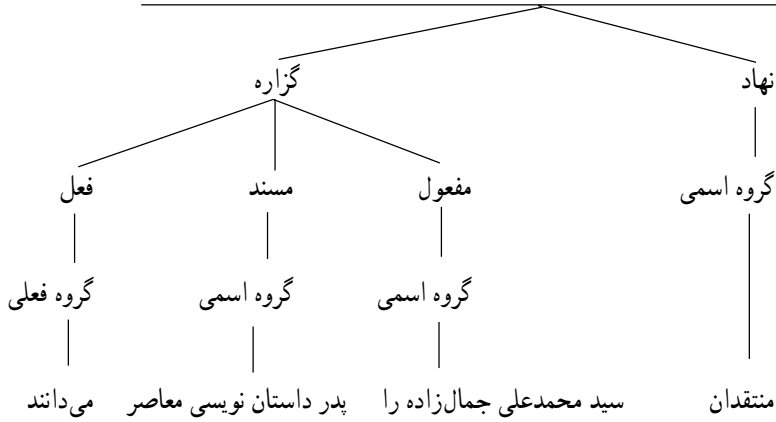 نهاد گزاره
گروه اسمی مفعول مسند فعل
گروه اسمی گروه اسمی گروه فعلی
منتقدان سید محمدعلی جمال‌زاده را پدر داستان نویسی معاصر می‌دانند